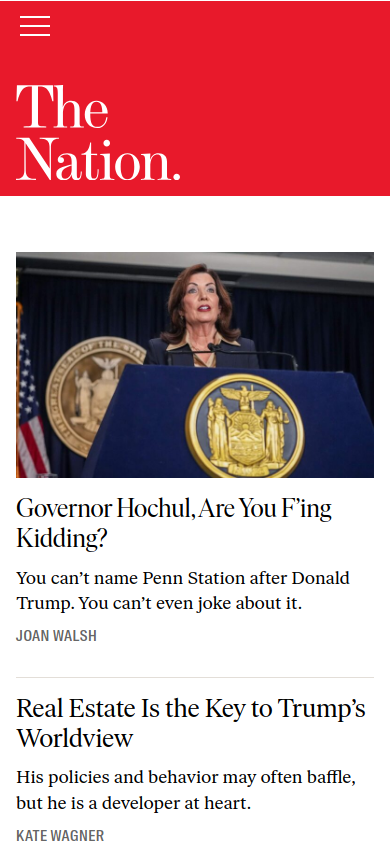 The
Nation.
Governor Hochul, Are You F’ing
Kidding?
You can’t name Penn Station after Donald
Trump. You can’t even joke about it.
JOAN WALSH
Real Estate Is the Key to Trump’s
Worldview
His policies and behavior may often baffle,
but he is a developer at heart.
KATE WAGNER